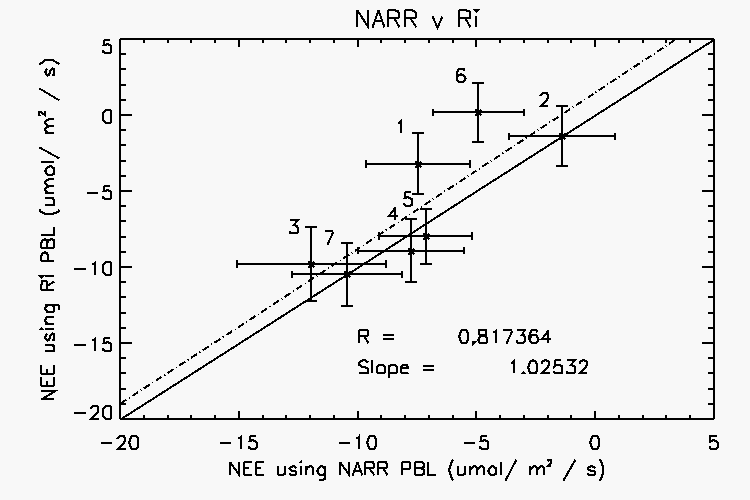 NARR v Ri
5
0
-5
-10
-15
-20
NEE using Ri PBL (umol/ m² / s)
6
2
1
5
4
3
7
R = 0.817364
Slope = 1.02532
-20 -15 -10 -5 0 5
NEE using NARR PBL (umol/ m² / s)